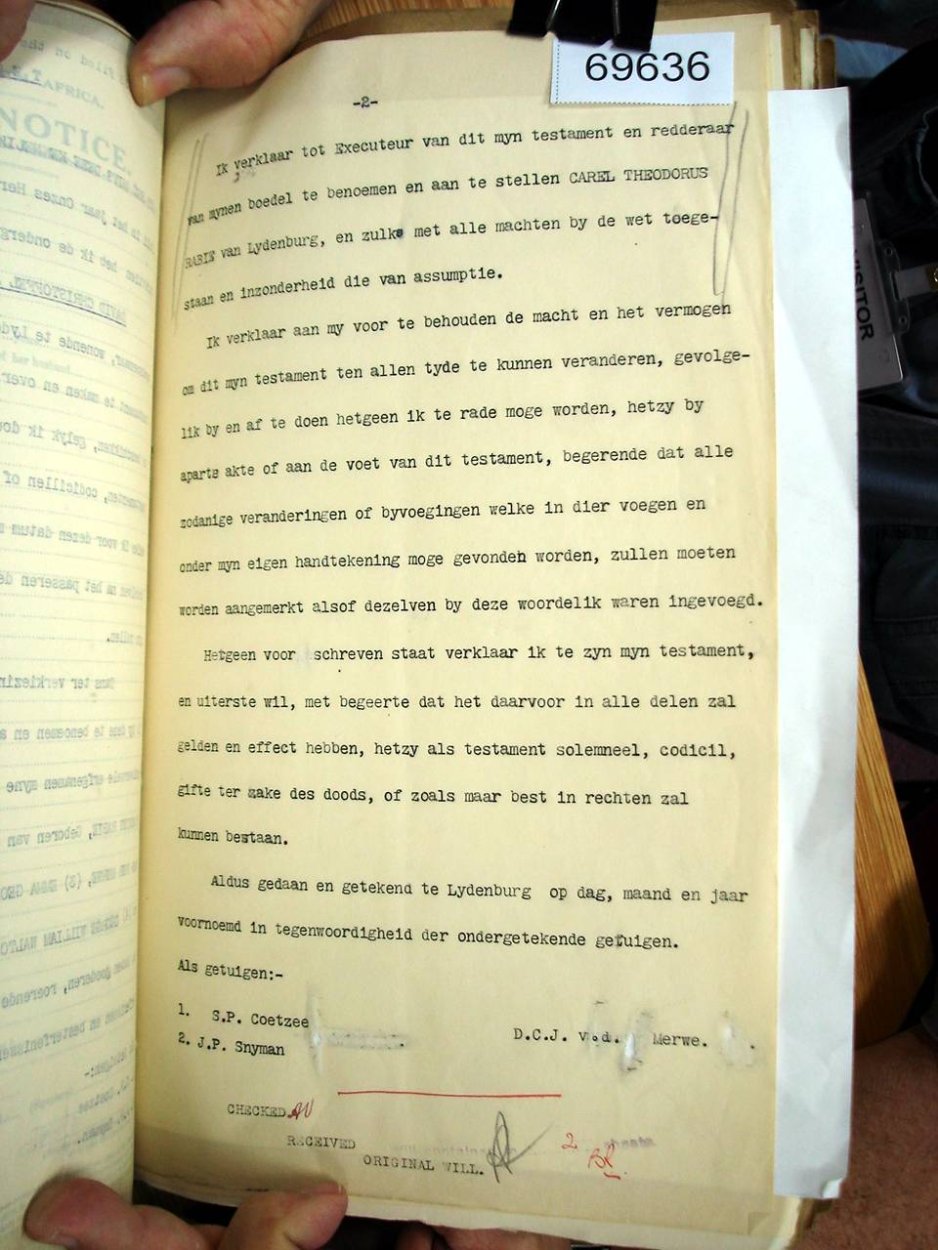 69636
-2-
Ik verklaar tot Executeur van dit myn testament en redderaar
van mynen boedel te benoemen en aan te stellen CAREL THEODORUS
RABIE van Lydenburg, en zulke met alle machten by de wet toege-
staan en inzonderheid die van assumptie.
Ik verklaar aan my voor te behouden de macht en het vermogen
om dit myn testament ten allen tyde te kunnen veranderen, gevolge-
lik by en af te doen hetgeen ik te rade moge worden, hetzy by
aparte akte of aan de voet van dit testament, begerende dat alle
zodanige veranderingen of byvoegingen welke in dier voegen en
onder myn eigen handtekening moge gevonden worden, zullen moeten
worden aangemerkt alsof dezelven by deze woordelik waren ingevoegd.
Hetgeen voor schreven staat verklaar ik te zyn myn testament,
en uiterste wil, met begeerte dat het daarvoor in alle delen zal
gelden en effect hebben, hetzy als testament solemneel, codicil,
gifte ter zake des doods, of zoals maar best in rechten zal
kunnen bestaan.
Aldus gedaan en getekend te Lydenburg op dag, maand en jaar
voornoemd in tegenwoordigheid der ondergetekende getuigen.
Als getuigen:-
1. S.P. Coetzee
D.C.J. v.d. Merwe.
2. J.P. Snyman
CHECKED
RECEIVED
ORIGINAL WILL.
2
AFRICA.
NOTICE
VISITOR